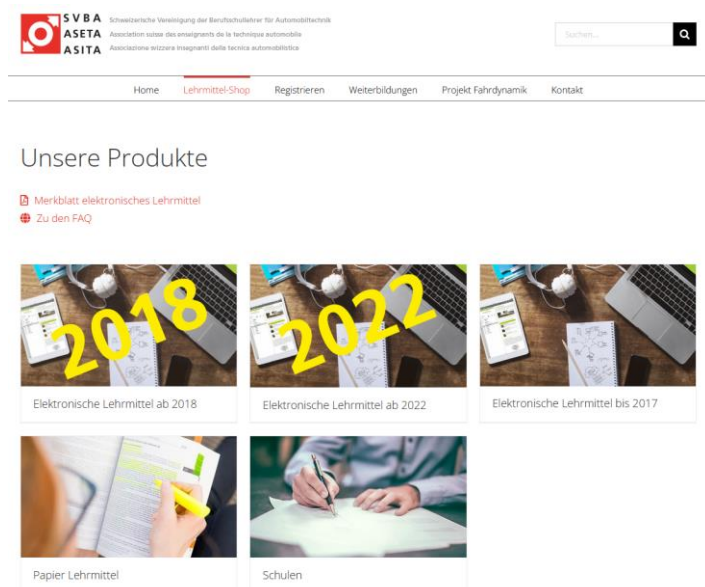 SVBA
ASETA
ASITA
Schweizerische Vereinigung der Berufsschullehrer für Automobiltechnik
Association suisse des enseignants de la technique automobile
Associazione svizzera insegnanti della tecnica automobilistica
Suchen...
Home Lehrmittel-Shop Registrieren Weiterbildungen Projekt Fahrdynamik Kontakt
Unsere Produkte
Merkblatt elektronisches Lehrmittel
Zu den FAQ
2018
2022
Elektronische Lehrmittel ab 2018
Elektronische Lehrmittel ab 2022
Elektronische Lehrmittel bis 2017
Papier Lehrmittel
Schulen